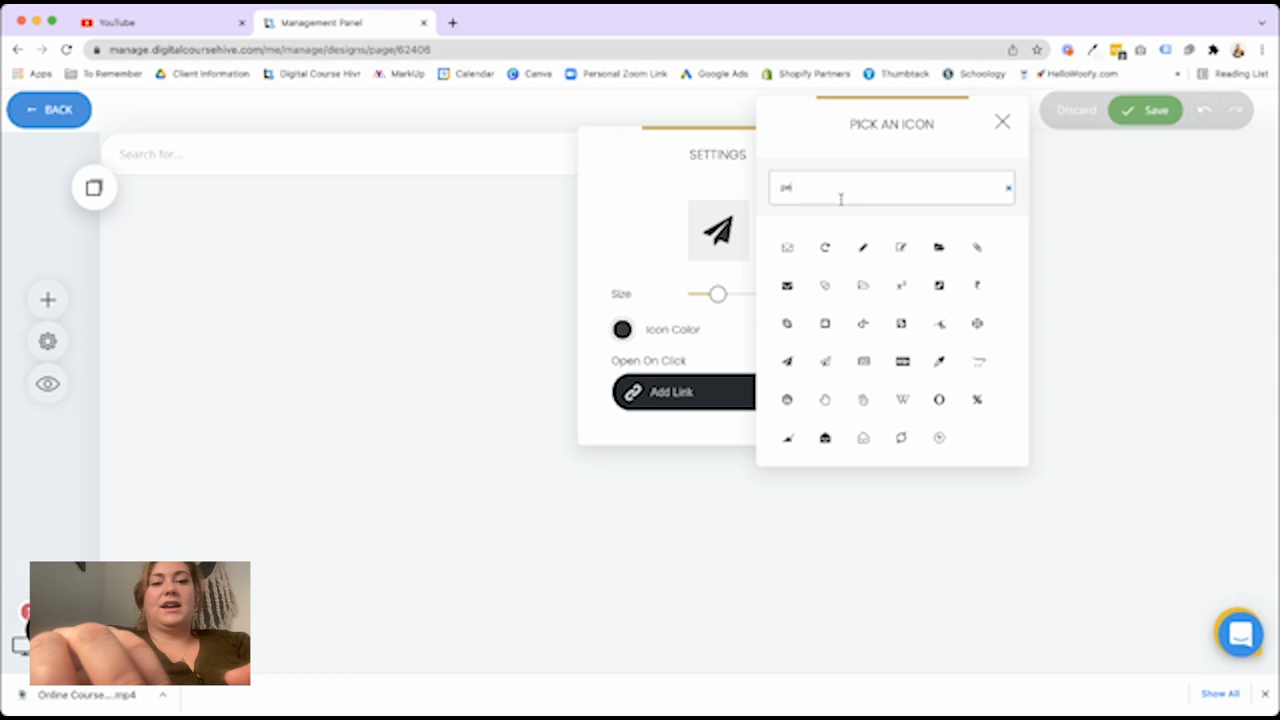 YouTube
Management Panel
manage.digitalcoursehive.com/me/manage/designs/page/62406
Apps To Remember Client Information Digital Course Hivr MarkUp Calendar Canva Personal Zoom Link Google Ads Shopify Partners Thumbtack Schoology HelloWoofy.com » Reading List
← BACK
Discard Save
PICK AN ICON
Search for...
SETTINGS
pe
Size
Icon Color
Open On Click
Add Link
Online Course....mp4
Show All